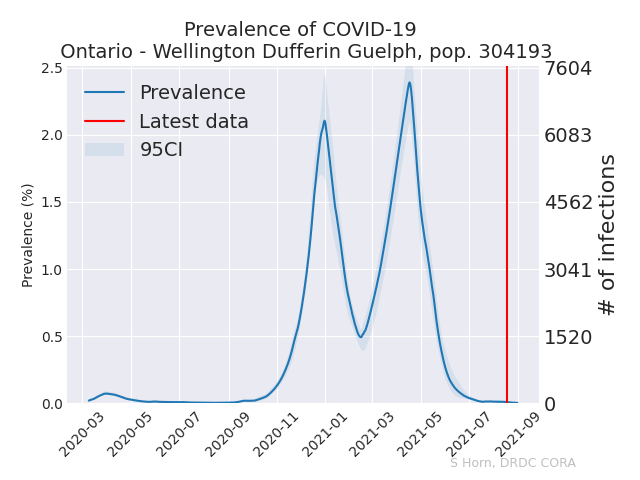 Prevalence of COVID-19
Ontario - Wellington Dufferin Guelph, pop. 304193
Prevalence
Latest data
95CI
Prevalence (%)
2.5
2.0
1.5
1.0
0.5
0.0
7604
6083
4562
3041
1520
0
# of infections
2020-03
2020-05
2020-07
2020-09
2020-11
2021-01
2021-03
2021-05
2021-07
2021-09
S Horn, DRDC CORA